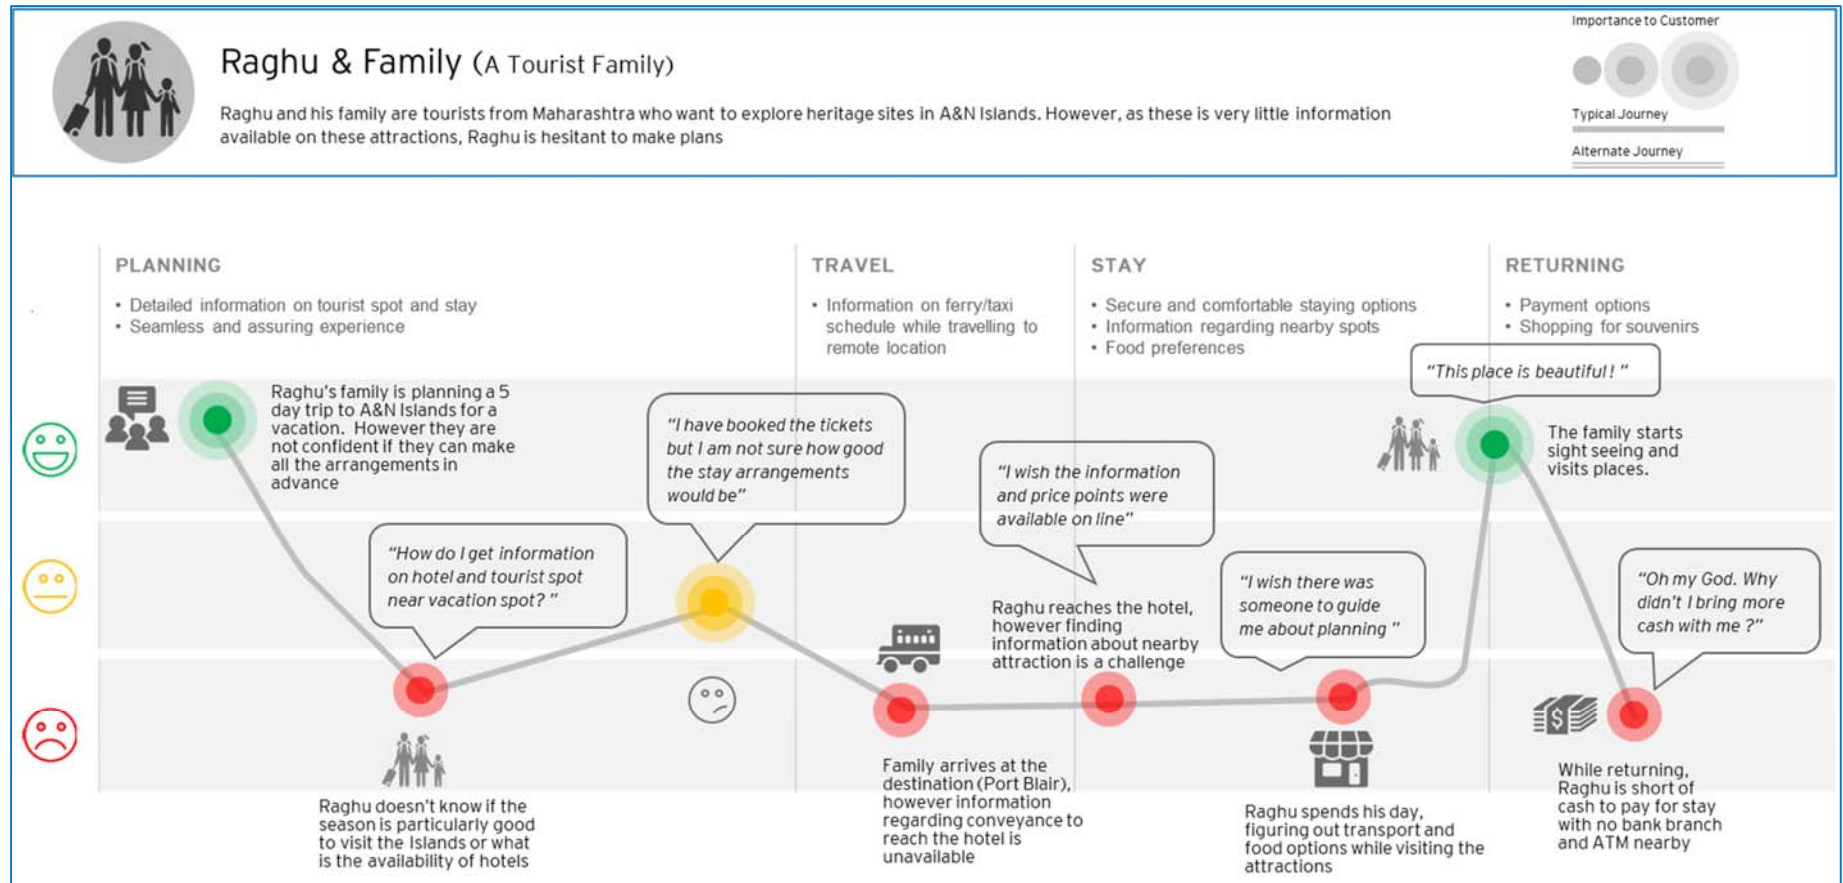 Raghu & Family (A Tourist Family)
Raghu and his family are tourists from Maharashtra who want to explore heritage sites in A&N Islands. However, as these is very little information
available on these attractions, Raghu is hesitant to make plans
Importance to Customer
Typical Journey
Alternate Journey
PLANNING
• Detailed information on tourist spot and stay
• Seamless and assuring experience
TRAVEL
• Information on ferry/taxi
schedule while travelling to
remote location
STAY
• Secure and comfortable staying options
• Information regarding nearby spots
• Food preferences
RETURNING
• Payment options
• Shopping for souvenirs
Raghu's family is planning a 5
day trip to A&N Islands for a
vacation. However they are
not confident if they can make
all the arrangements in
advance
"How do I get information
on hotel and tourist spot
near vacation spot? "
Raghu doesn't know if the
season is particularly good
to visit the Islands or what
is the availability of hotels
"I have booked the tickets
but I am not sure how good
the stay arrangements
would be"
Family arrives at the
destination (Port Blair),
however information
regarding conveyance to
reach the hotel is
unavailable
"I wish the information
and price points were
available on line"
Raghu reaches the hotel,
however finding
information about nearby
attraction is a challenge
"I wish there was
someone to guide
me about planning "
Raghu spends his day,
figuring out transport and
food options while visiting the
attractions
"This place is beautiful! "
The family starts
sight seeing and
visits places.
"Oh my God. Why
didn't I bring more
cash with me ?"
$
While returning,
Raghu is short of
cash to pay for stay
with no bank branch
and ATM nearby